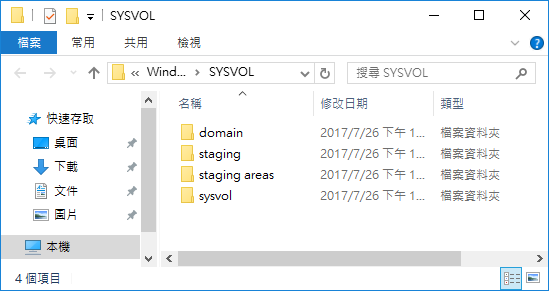 SYSVOL
檔案 常用 共用 檢視
« Wind... > SYSVOL 搜尋 SYSVOL
名稱 修改日期 類型
快速存取
桌面
下載
文件
圖片
本機
domain 2017/7/26 下午 1... 檔案資料夾
staging 2017/7/26 下午 1... 檔案資料夾
staging areas 2017/7/26 下午 1... 檔案資料夾
sysvol 2017/7/26 下午 1... 檔案資料夾
4 個項目